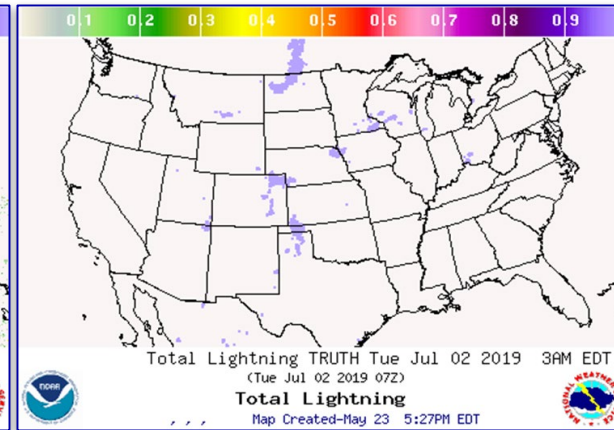 0.1 0.2 0.3 0.4 0.5 0.6 0.7 0.8 0.9
Total Lightning TRUTH Tue Jul 02 2019 3AM EDT
(Tue Jul 02 2019 07Z)
Total Lightning
, , , Map Created-May 23 5:27PM EDT
NOAA